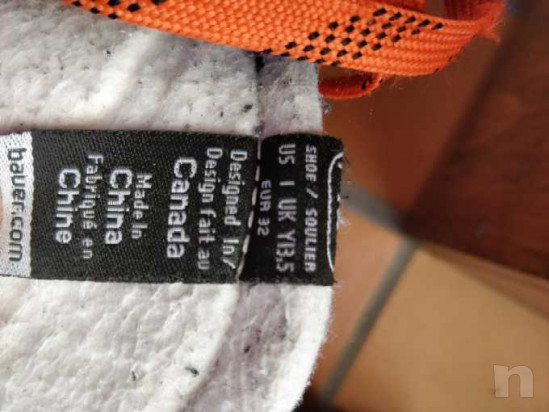 SHOE / SOULIER
US 1 UK Y13.5
EUR 32
Designed In/
Design fait au
Canada
Made In
China
Fabriqué en
Chine
bauer.com
n